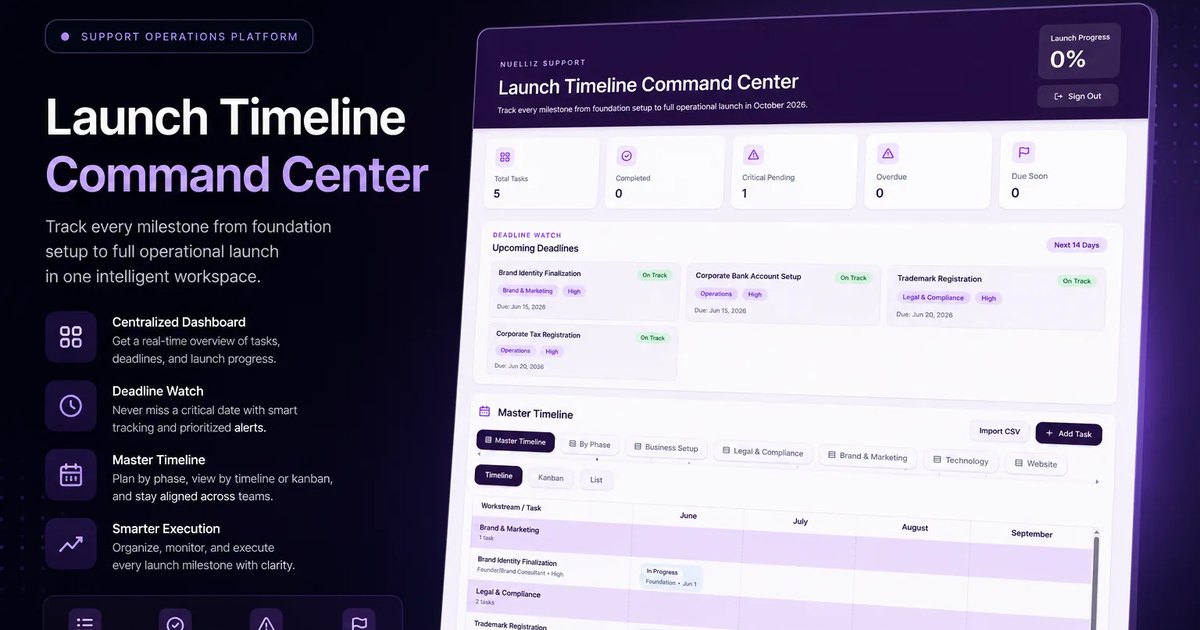 SUPPORT OPERATIONS PLATFORM
Launch Timeline
Command Center
Track every milestone from foundation
setup to full operational launch
in one intelligent workspace.
Centralized Dashboard
Get a real-time overview of tasks,
deadlines, and launch progress.
Deadline Watch
Never miss a critical date with smart
tracking and prioritized alerts.
Master Timeline
Plan by phase, view by timeline or kanban,
and stay aligned across teams.
Smarter Execution
Organize, monitor, and execute
every launch milestone with clarity.
NUELLIZ SUPPORT
Launch Timeline Command Center
Track every milestone from foundation setup to full operational launch in October 2026.
Launch Progress
0%
Sign Out
Total Tasks
5
Completed
0
Critical Pending
1
Overdue
0
Due Soon
0
DEADLINE WATCH
Upcoming Deadlines
Next 14 Days
Brand Identity Finalization
On Track
Brand & Marketing
High
Due: Jun 15, 2026
Corporate Bank Account Setup
On Track
Operations
High
Due: Jun 15, 2026
Trademark Registration
On Track
Legal & Compliance
High
Due: Jun 20, 2026
Corporate Tax Registration
On Track
Operations
High
Due: Jun 20, 2056
Master Timeline
Import CSV
+ Add Task
Master Timeline
By Phase
Business Setup
Legal & Compliance
Brand & Marketing
Technology
Website
Timeline
Kanban
List
Workstream / Task
June
July
August
September
Brand & Marketing
1 task
Brand Identity Finalization
Founder/Brand Consultant • High
In Progress
Foundation • Jun 1
Legal & Compliance
2 tasks
Trademark Registration